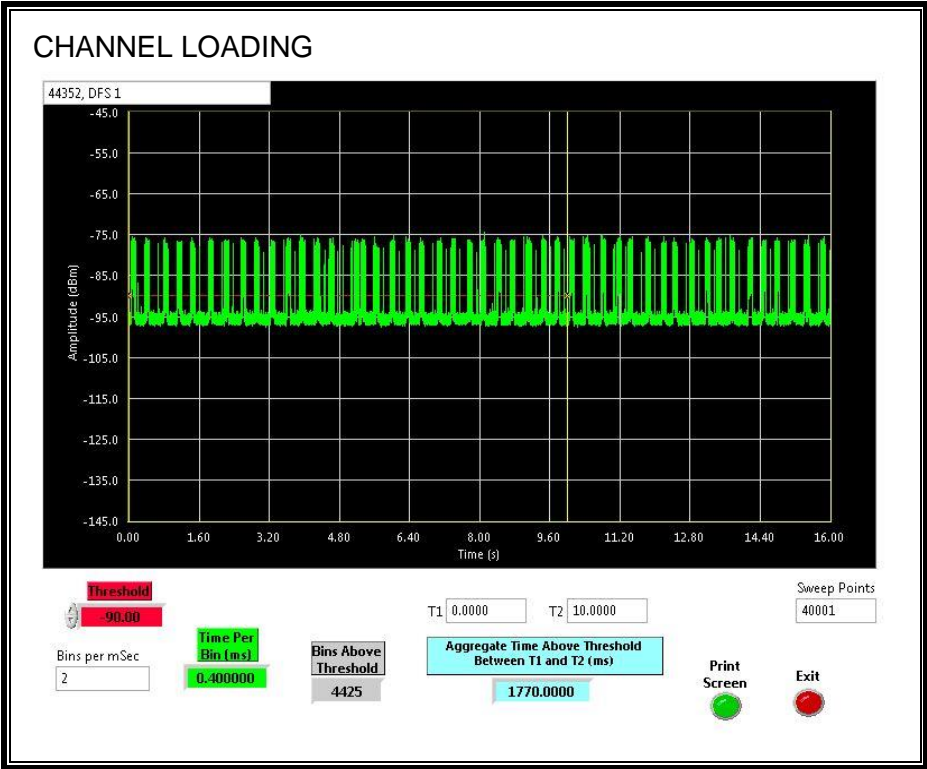 CHANNEL LOADING
44352, DFS 1
-45.0
-55.0
-65.0
-75.0
-85.0
-95.0
-105.0
-115.0
-125.0
-135.0
-145.0
Amplitude (dBm)
0.00 1.60 3.20 4.80 6.40 8.00 9.60 11.20 12.80 14.40 16.00
Time (s)
Threshold
-90.00
Bins per mSec
2
Time Per
Bin (ms)
0.400000
Bins Above
Threshold
4425
T1 0.0000 T2 10.0000
Aggregate Time Above Threshold
Between T1 and T2 (ms)
1770.0000
Sweep Points
40001
Print
Screen
Exit